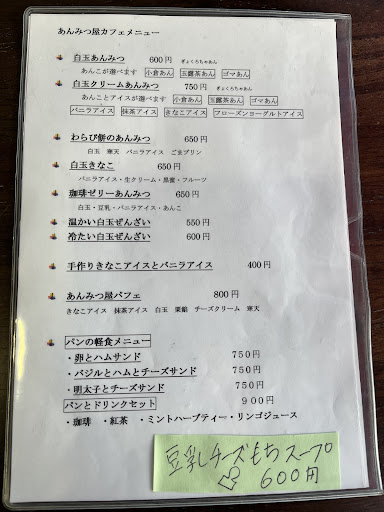 あんみつ屋カフェメニュー
白玉あんみつ 600円 ぎょくろちゃあん
あんこが選べます 小倉あん 玉露茶あん ゴマあん
白玉クリームあんみつ 750円 ぎょくろちゃあん
あんことアイスが選べます 小倉あん 玉露茶あん ゴマあん
バニラアイス 抹茶アイス きなこアイス フローズンヨーグルトアイス
わらび餅のあんみつ 650円
白玉 寒天 バニラアイス ごまプリン
白玉きなこ 650円
バニラアイス・生クリーム・黒蜜・フルーツ
珈琲ゼリーあんみつ 650円
白玉・豆乳・バニラアイス・あんこ
温かい白玉ぜんざい 550円
冷たい白玉ぜんざい 600円
手作りきなこアイスとバニラアイス 400円
あんみつ屋パフェ 800円
きなこアイス 抹茶アイス 白玉 栗餡 チーズクリーム 寒天
パンの軽食メニュー
・卵とハムサンド 750円
・バジルとハムとチーズサンド 750円
・明太子とチーズサンド 750円
パンとドリンクセット 900円
・珈琲 ・紅茶 ・ミントハーブティー・リンゴジュース
豆乳チーズもちスープ
600円